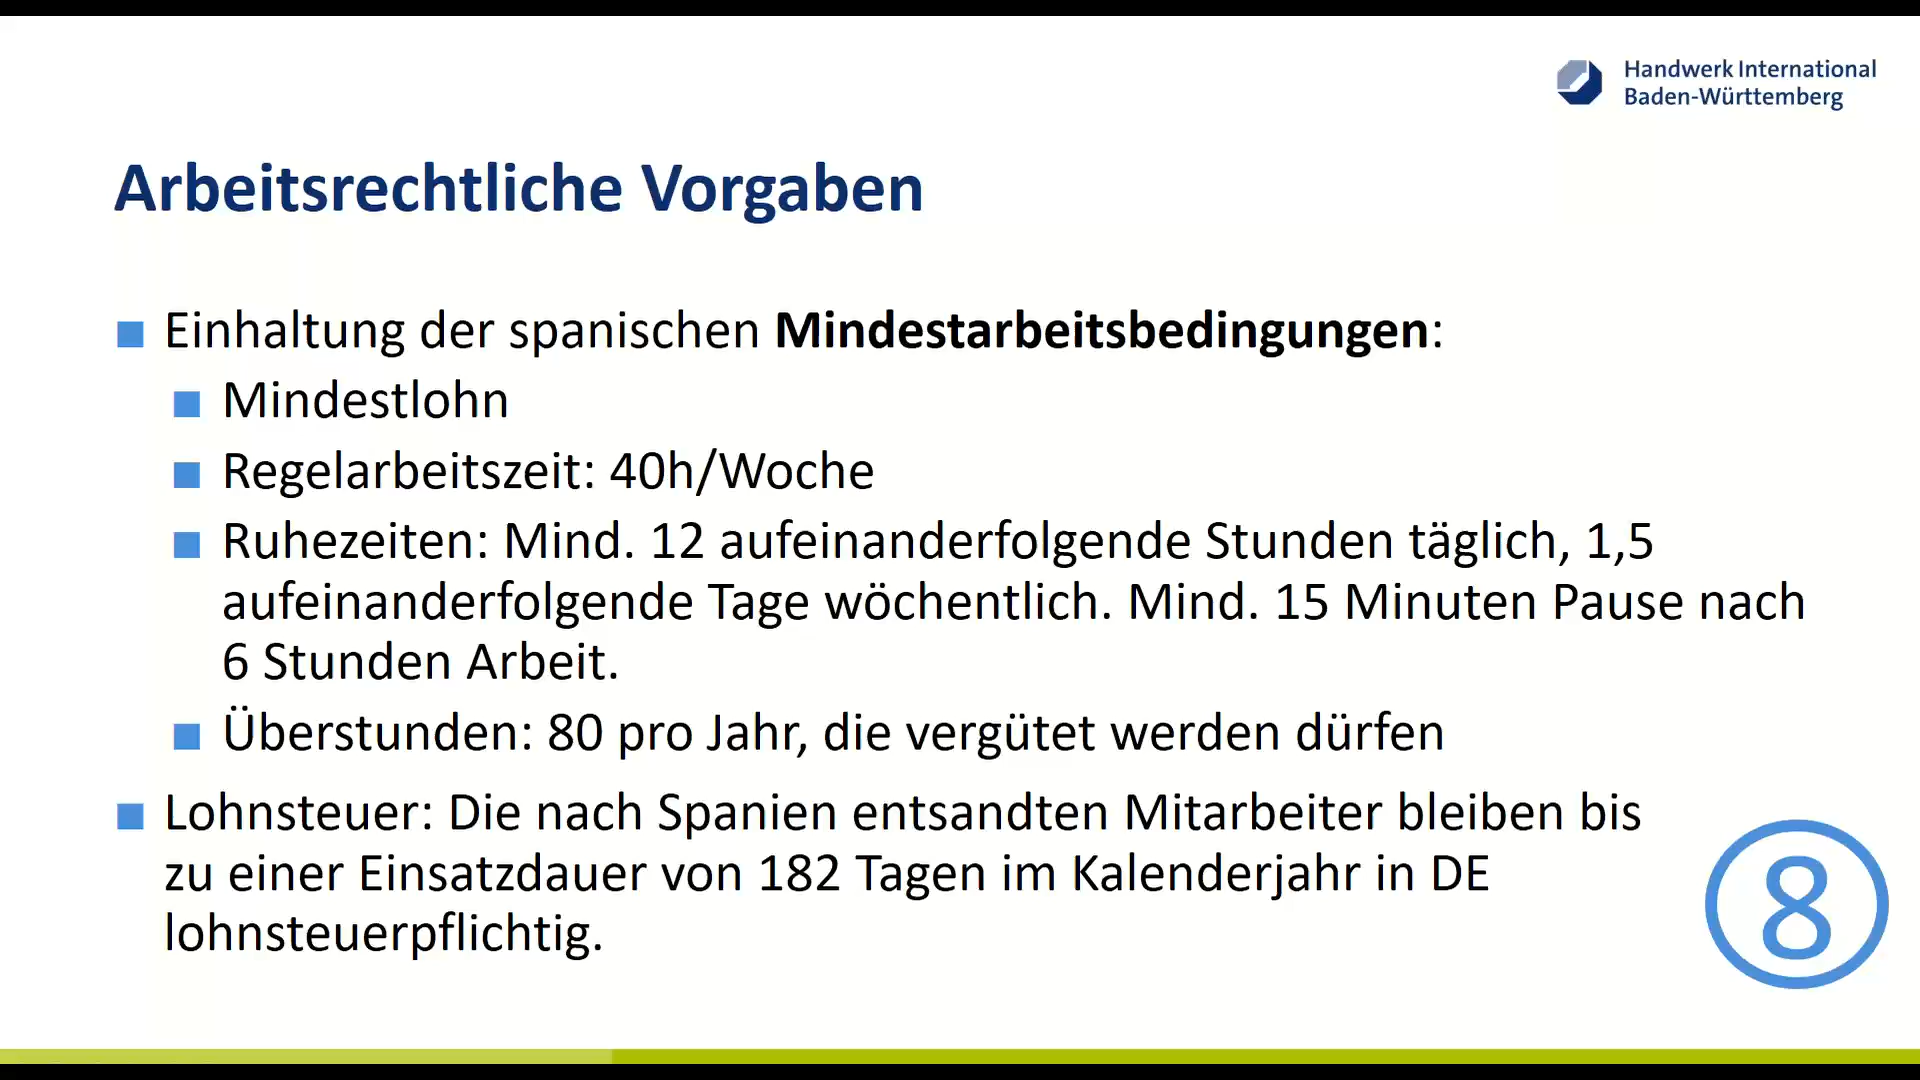 Handwerk International
Baden-Württemberg
Arbeitsrechtliche Vorgaben
Einhaltung der spanischen Mindestarbeitsbedingungen:
Mindestlohn
Regelarbeitszeit: 40h/Woche
Ruhezeiten: Mind. 12 aufeinanderfolgende Stunden täglich, 1,5
aufeinanderfolgende Tage wöchentlich. Mind. 15 Minuten Pause nach
6 Stunden Arbeit.
Überstunden: 80 pro Jahr, die vergütet werden dürfen
Lohnsteuer: Die nach Spanien entsandten Mitarbeiter bleiben bis
zu einer Einsatzdauer von 182 Tagen im Kalenderjahr in DE
lohnsteuerpflichtig.
8